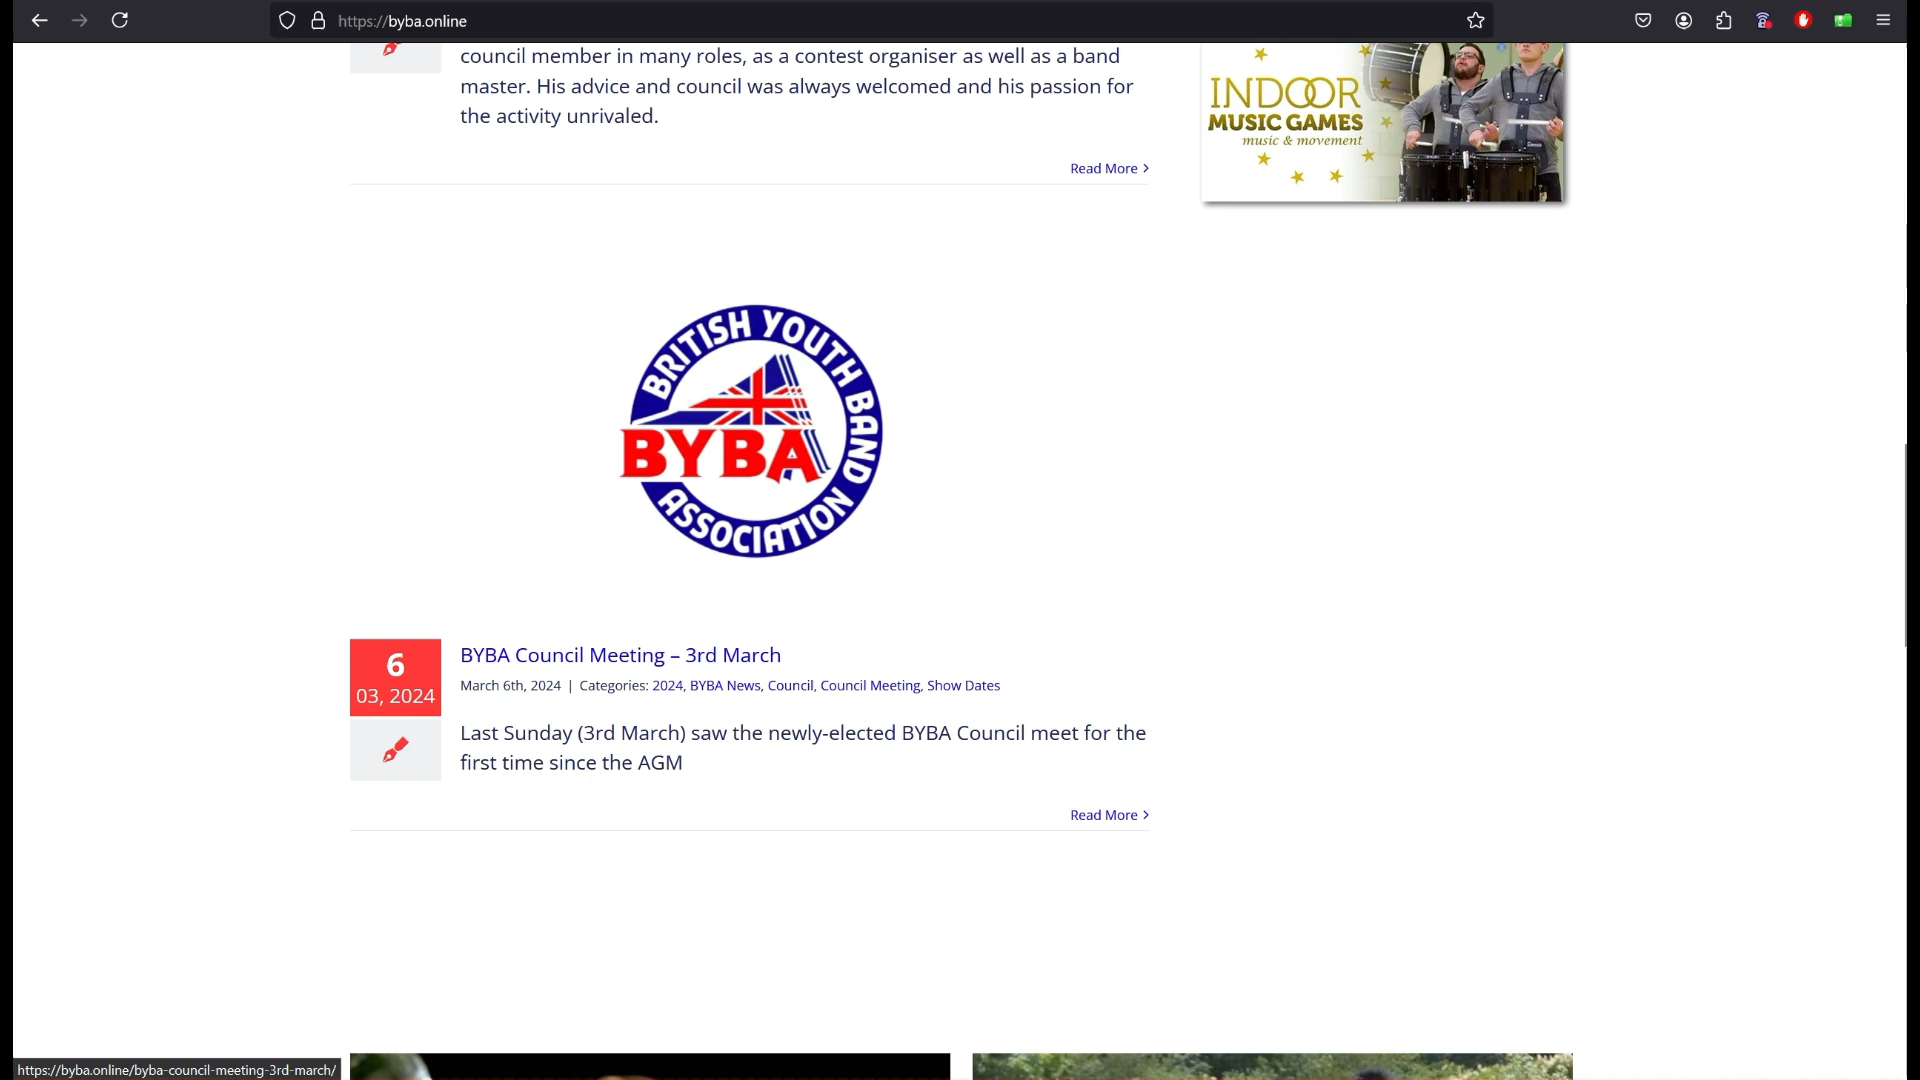 https://byba.online
council member in many roles, as a contest organiser as well as a band
master. His advice and council was always welcomed and his passion for
the activity unrivaled.
Read More
INDOOR
MUSIC GAMES
music & movement
BRITISH YOUTH BAND
BYBA
ASSOCIATION
6
03, 2024
BYBA Council Meeting – 3rd March
March 6th, 2024 | Categories: 2024, BYBA News, Council, Council Meeting, Show Dates
Last Sunday (3rd March) saw the newly-elected BYBA Council meet for the
first time since the AGM
Read More
https://byba.online/byba-council-meeting-3rd-march/